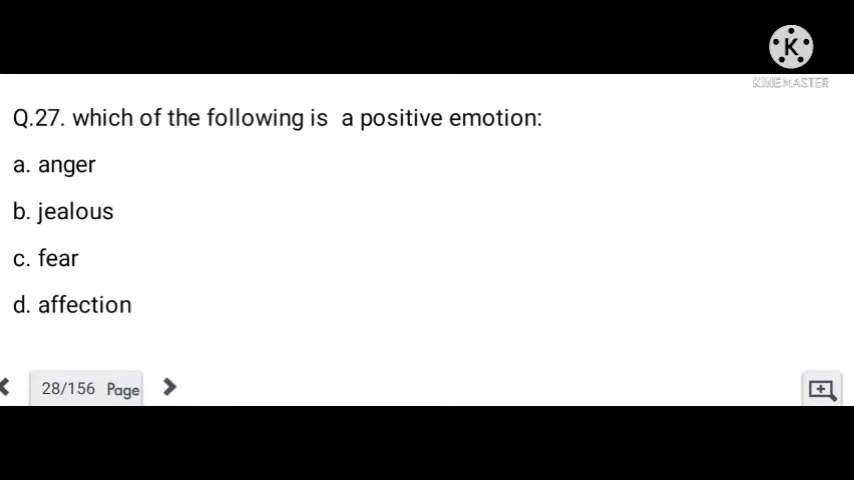 K
KINEMASTER
Q.27. which of the following is a positive emotion:
a. anger
b. jealous
c. fear
d. affection
28/156 Page